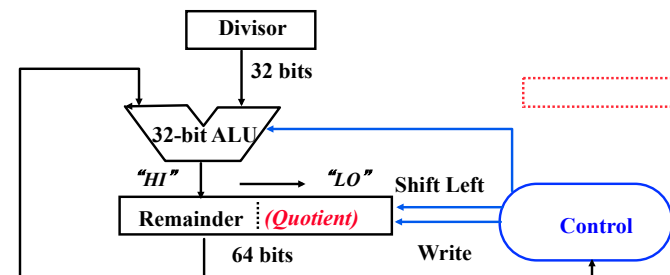 Divisor
32 bits
32-bit ALU
“HI” “LO” Shift Left
Remainder (Quotient) Control
64 bits Write